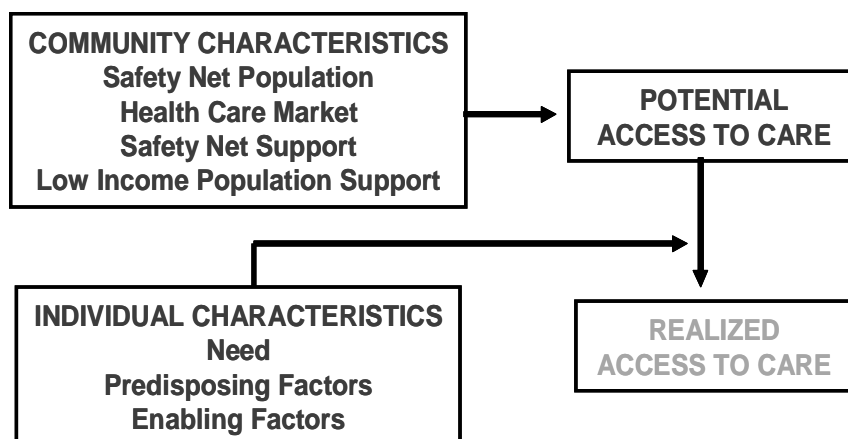 COMMUNITY CHARACTERISTICS
Safety Net Population
Health Care Market
Safety Net Support
Low Income Population Support
POTENTIAL
ACCESS TO CARE
INDIVIDUAL CHARACTERISTICS
Need
Predisposing Factors
Enabling Factors
REALIZED
ACCESS TO CARE